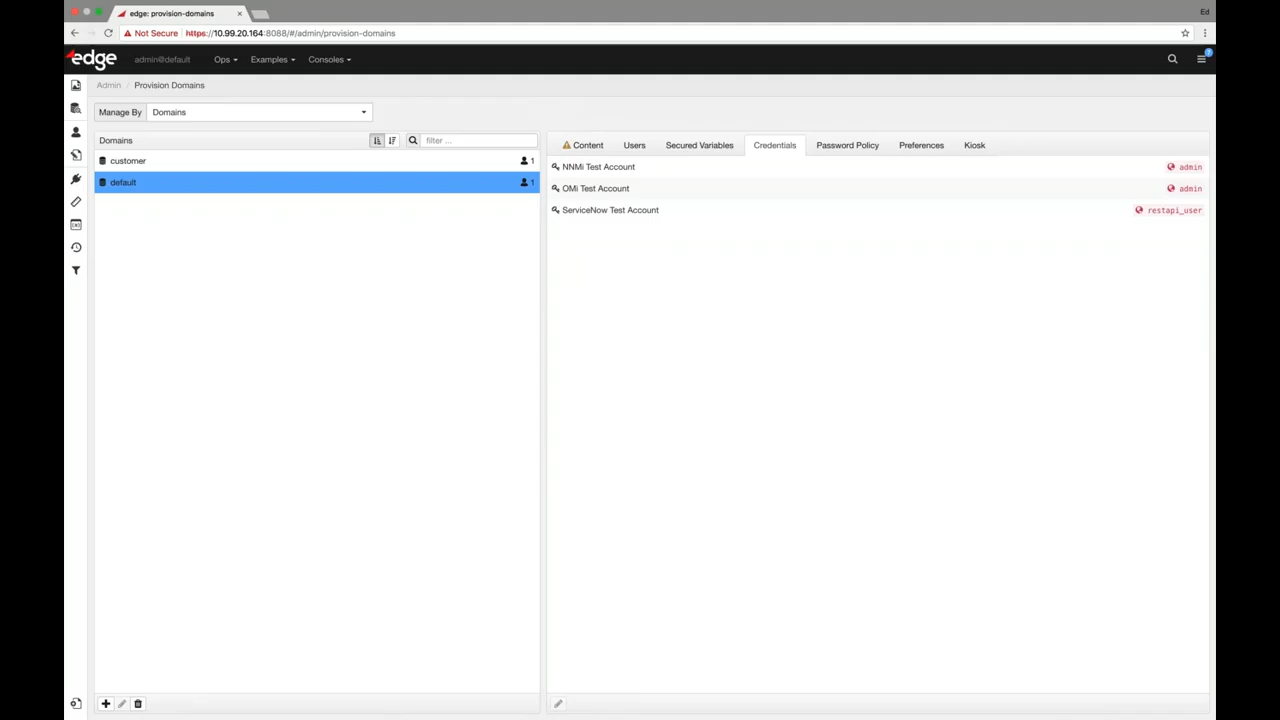 edge: provision-domains
Ed
Not Secure https://10.99.20.164:8088/#/admin/provision-domains
edge admin@default Ops Examples Consoles 7
Admin / Provision Domains
Manage By Domains
Domains filter ...
customer 1
default 1
Content Users Secured Variables Credentials Password Policy Preferences Kiosk
NNMi Test Account admin
OMi Test Account admin
ServiceNow Test Account restapi_user